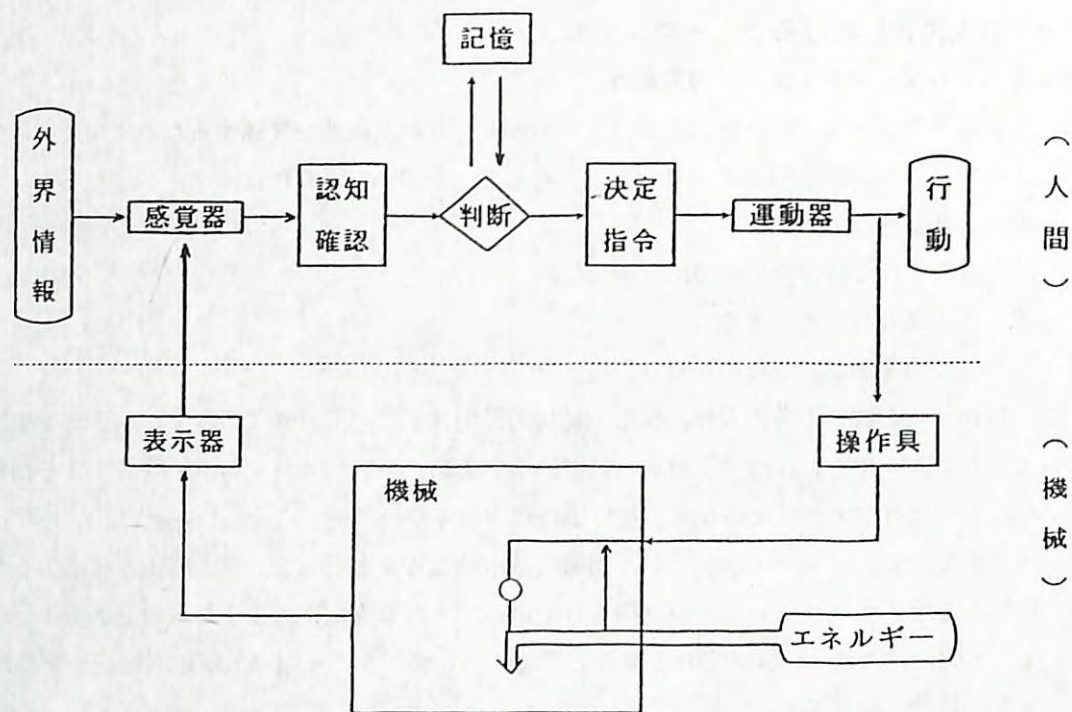 記憶
外界情報
感覚器
認知
確認
判断
決定
指令
運動器
行動
（人間）
表示器
操作具
（機械）
機械
エネルギー